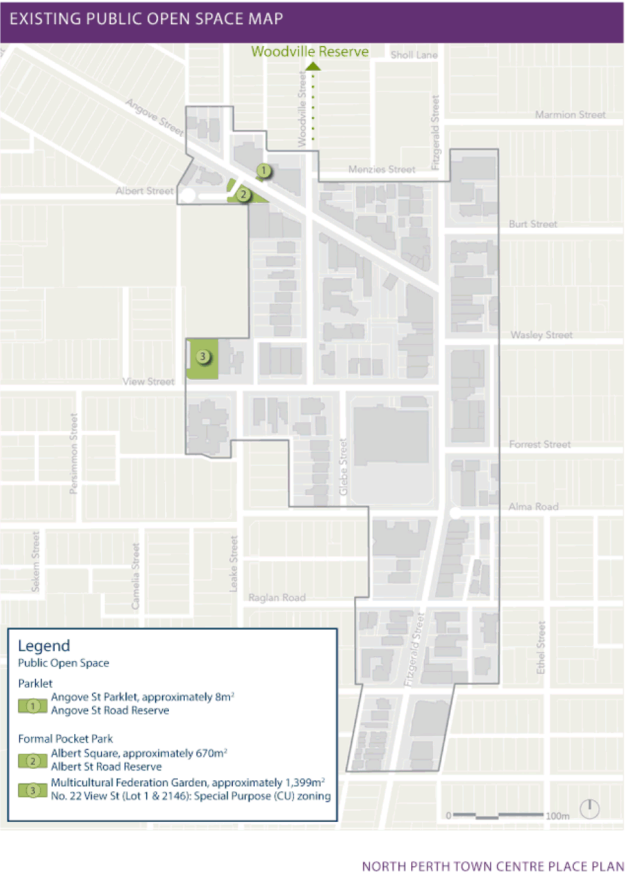 EXISTING PUBLIC OPEN SPACE MAP
Woodville Reserve
Sholl Lane
Angove Street
Woodville Street
Fitzgerald Street
Marmion Street
1
Menzies Street
Albert Street
2
Burt Street
Wasley Street
3
View Street
Persimmon Street
Forrest Street
Glebe Street
Alma Road
Sekem Street
Camelia Street
Leake Street
Raglan Road
Fitzgerald Street
Ethel Street
Legend
Public Open Space
Parklet
1 Angove St Parklet, approximately 8m²
Angove St Road Reserve
Formal Pocket Park
2 Albert Square, approximately 670m²
Albert St Road Reserve
3 Multicultural Federation Garden, approximately 1,399m²
No. 22 View St (Lot 1 & 2146): Special Purpose (CU) zoning
0 100m
NORTH PERTH TOWN CENTRE PLACE PLAN